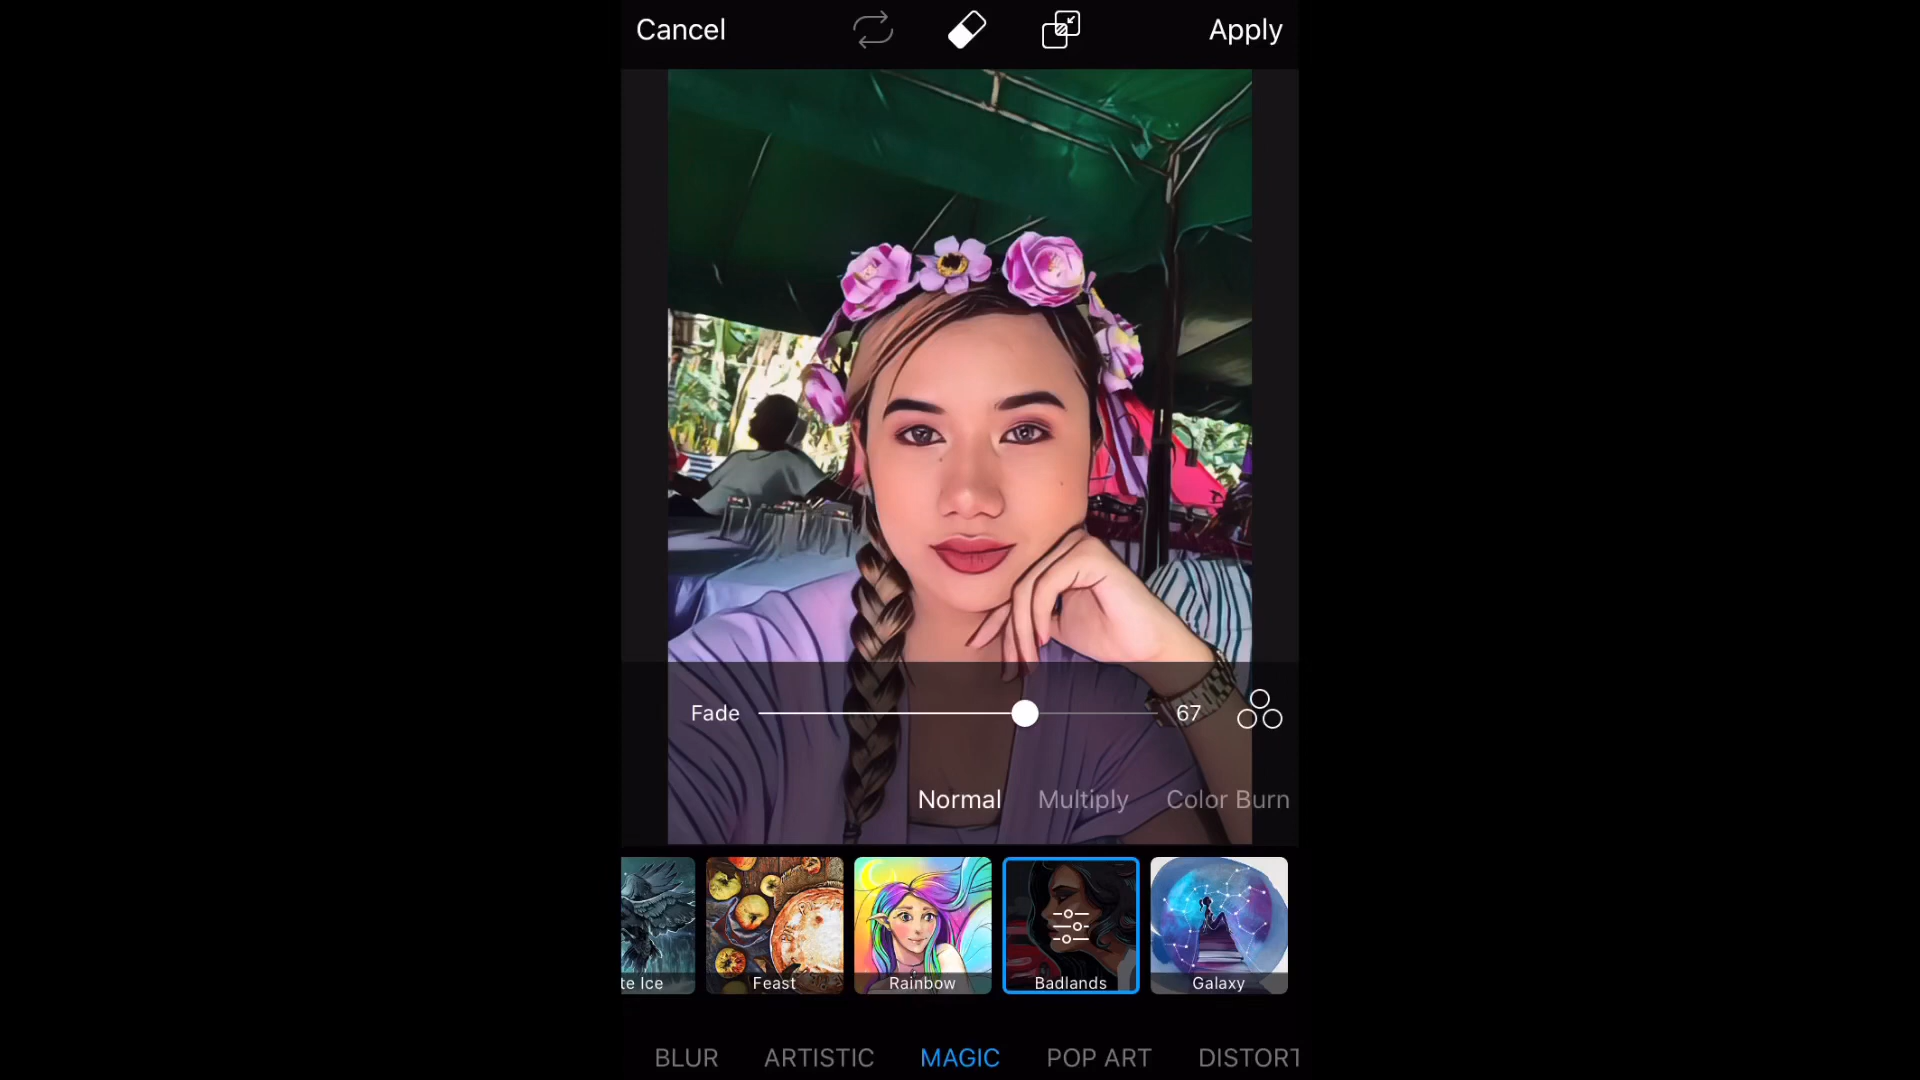 Cancel
Apply
Fade
67
Normal
Multiply
Color Burn
te Ice
Feast
Rainbow
Badlands
Galaxy
BLUR
ARTISTIC
MAGIC
POP ART
DISTORT